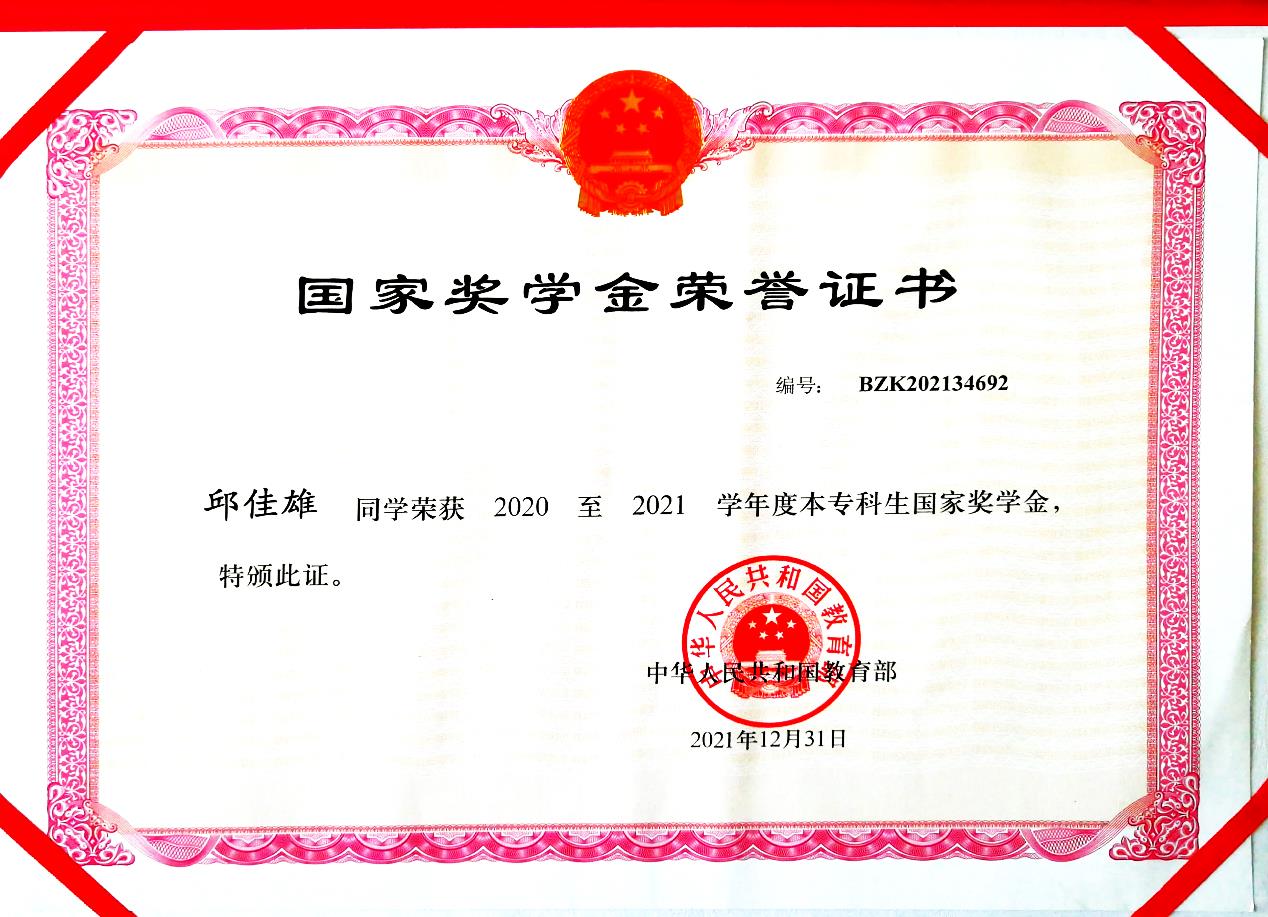 国家奖学金荣誉证书
编号: BZK202134692
邱佳雄 同学荣获 2020 至 2021 学年度本专科生国家奖学金，
特颁此证。
中华人民共和国教育部
中华人民共和国教育部
2021年12月31日